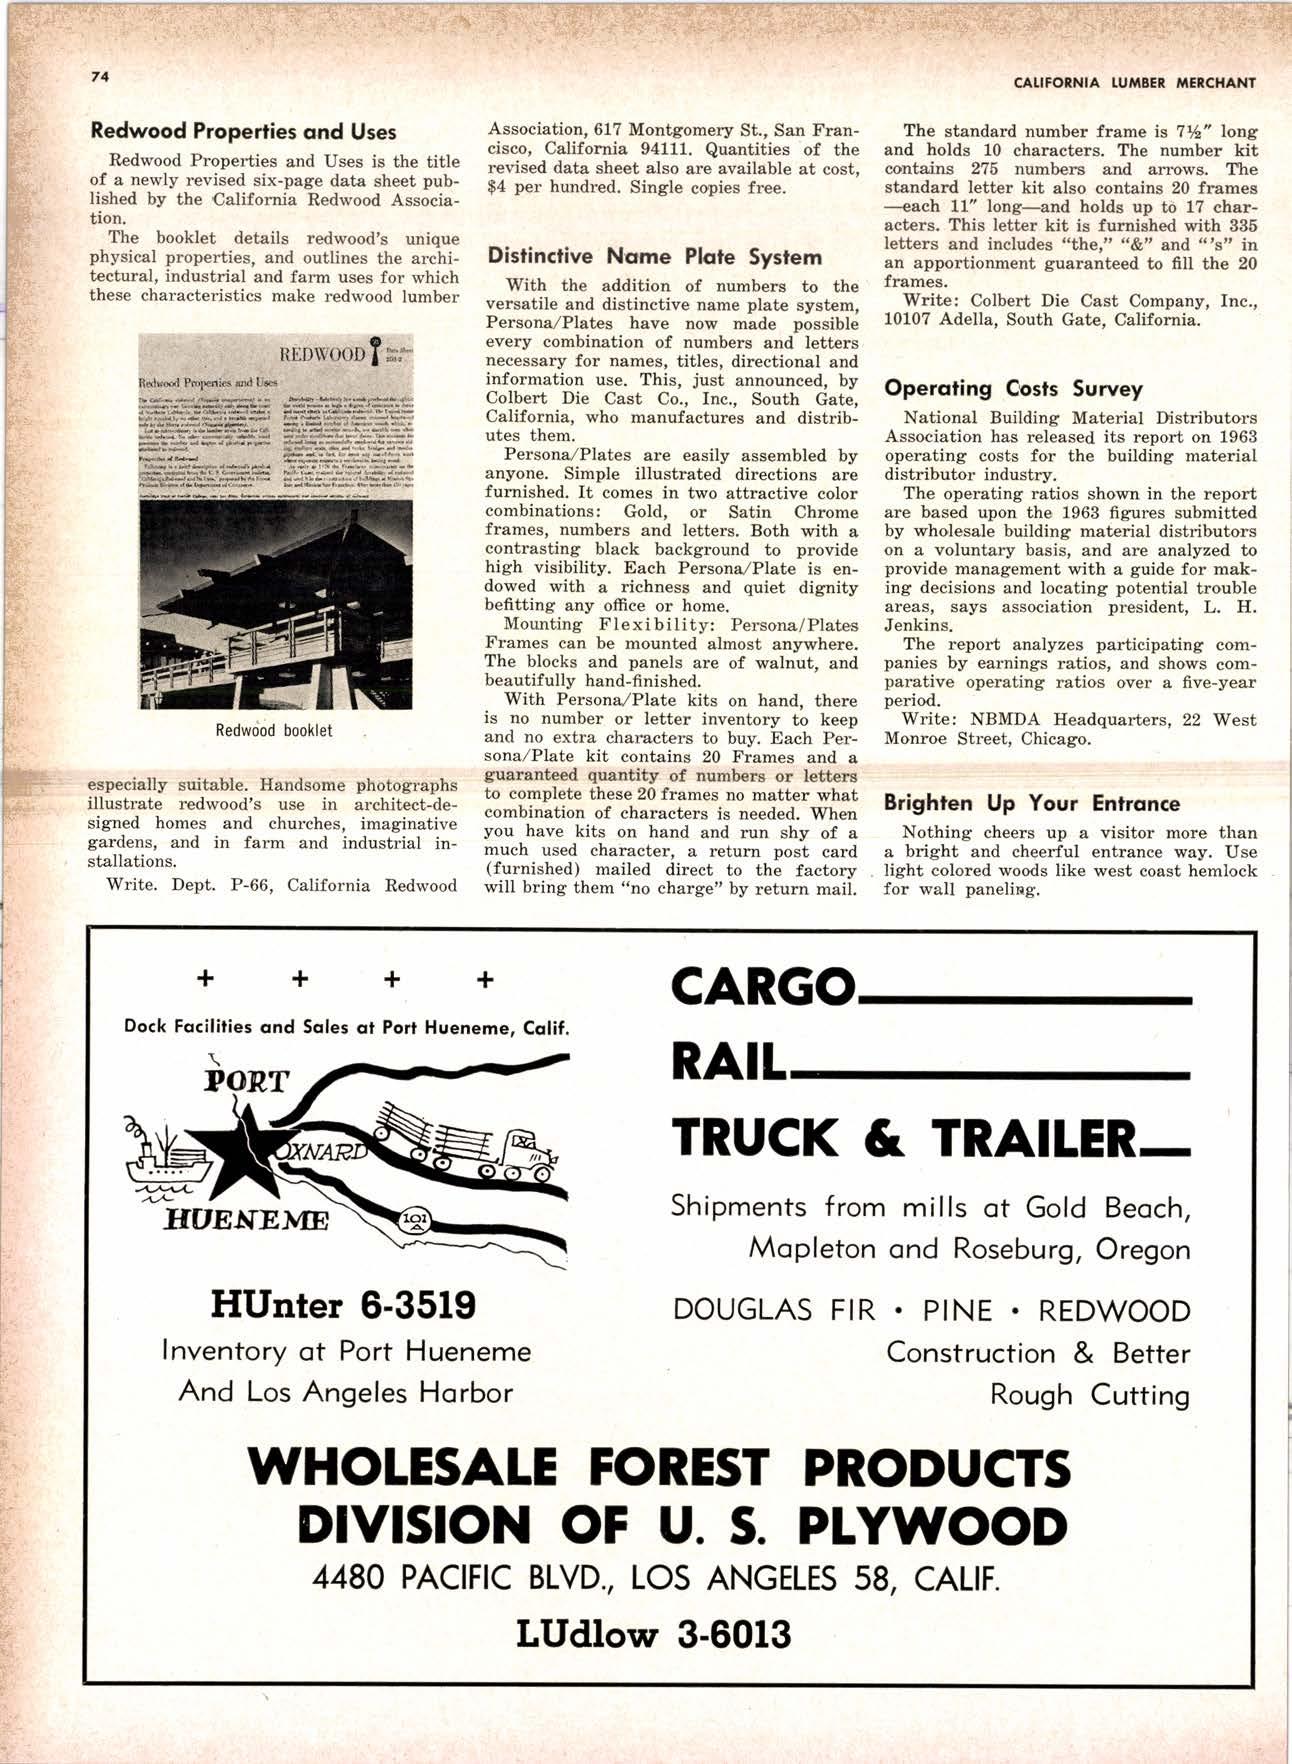 74
CALIFORNIA LUMBER MERCHANT
Redwood Properties and Uses
Redwood Properties and Uses is the title
of a newly revised six-page data sheet pub-
lished by the California Redwood Associa-
tion.
The booklet details redwood's unique
physical properties, and outlines the archi-
tectural, industrial and farm uses for which
these characteristics make redwood lumber
REDWOOD
Redwood Properties and Uses
Redwood booklet
especially suitable. Handsome photographs
illustrate redwood's use in architect-de-
signed homes and churches, imaginative
gardens, and in farm and industrial in-
stallations.
Write. Dept. P-66, California Redwood
Association, 617 Montgomery St., San Fran-
cisco, California 94111. Quantities of the
revised data sheet also are available at cost,
$4 per hundred. Single copies free.
Distinctive Name Plate System
With the addition of numbers to the
versatile and distinctive name plate system,
Persona/Plates have now made possible
every combination of numbers and letters
necessary for names, titles, directional and
information use. This, just announced, by
Colbert Die Cast Co., Inc., South Gate,
California, who manufactures and distrib-
utes them.
Persona/Plates are easily assembled by
anyone. Simple illustrated directions are
furnished. It comes in two attractive color
combinations: Gold, or Satin Chrome
frames, numbers and letters. Both with a
contrasting black background to provide
high visibility. Each Persona/Plate is en-
dowed with a richness and quiet dignity
befitting any office or home.
Mounting Flexibility: Persona/Plates
Frames can be mounted almost anywhere.
The blocks and panels are of walnut, and
beautifully hand-finished.
With Persona/Plate kits on hand, there
is no number or letter inventory to keep
and no extra characters to buy. Each Per-
sona/Plate kit contains 20 Frames and a
guaranteed quantity of numbers or letters
to complete these 20 frames no matter what
combination of characters is needed. When
you have kits on hand and run shy of a
much used character, a return post card
(furnished) mailed direct to the factory
will bring them "no charge" by return mail.
The standard number frame is 7½" long
and holds 10 characters. The number kit
contains 275 numbers and arrows. The
standard letter kit also contains 20 frames
—each 11" long—and holds up to 17 char-
acters. This letter kit is furnished with 335
letters and includes "the," "&" and "'s" in
an apportionment guaranteed to fill the 20
frames.
Write: Colbert Die Cast Company, Inc.,
10107 Adella, South Gate, California.
Operating Costs Survey
National Building Material Distributors
Association has released its report on 1963
operating costs for the building material
distributor industry.
The operating ratios shown in the report
are based upon the 1963 figures submitted
by wholesale building material distributors
on a voluntary basis, and are analyzed to
provide management with a guide for mak-
ing decisions and locating potential trouble
areas, says association president, L. H.
Jenkins.
The report analyzes participating com-
panies by earnings ratios, and shows com-
parative operating ratios over a five-year
period.
Write: NBMDA Headquarters, 22 West
Monroe Street, Chicago.
Brighten Up Your Entrance
Nothing cheers up a visitor more than
a bright and cheerful entrance way. Use
light colored woods like west coast hemlock
for wall paneling.
+ + + +
Dock Facilities and Sales at Port Hueneme, Calif.
PORT
OXNARD
HUENEME
101
A
HUnter 6-3519
Inventory at Port Hueneme
And Los Angeles Harbor
CARGO
RAIL
TRUCK & TRAILER
Shipments from mills at Gold Beach,
Mapleton and Roseburg, Oregon
DOUGLAS FIR • PINE • REDWOOD
Construction & Better
Rough Cutting
WHOLESALE FOREST PRODUCTS
DIVISION OF U. S. PLYWOOD
4480 PACIFIC BLVD., LOS ANGELES 58, CALIF.
LUdlow 3-6013